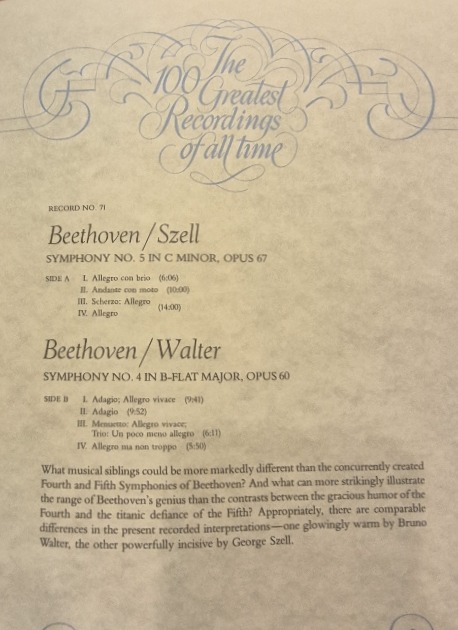 The
100
Greatest
Recordings
of all time
RECORD NO. 71
Beethoven / Szell
SYMPHONY NO. 5 IN C MINOR, OPUS 67
SIDE A I. Allegro con brio (6:06)
II. Andante con moto (10:00)
III. Scherzo: Allegro
(14:00)
IV. Allegro
Beethoven / Walter
SYMPHONY NO. 4 IN B-FLAT MAJOR, OPUS 60
SIDE B I. Adagio; Allegro vivace (9:41)
II. Adagio (9:52)
III. Menuetto: Allegro vivace;
Trio: Un poco meno allegro (6:11)
IV. Allegro ma non troppo (5:50)
What musical siblings could be more markedly different than the concurrently created
Fourth and Fifth Symphonies of Beethoven? And what can more strikingly illustrate
the range of Beethoven's genius than the contrasts between the gracious humor of the
Fourth and the titanic defiance of the Fifth? Appropriately, there are comparable
differences in the present recorded interpretations—one glowingly warm by Bruno
Walter, the other powerfully incisive by George Szell.